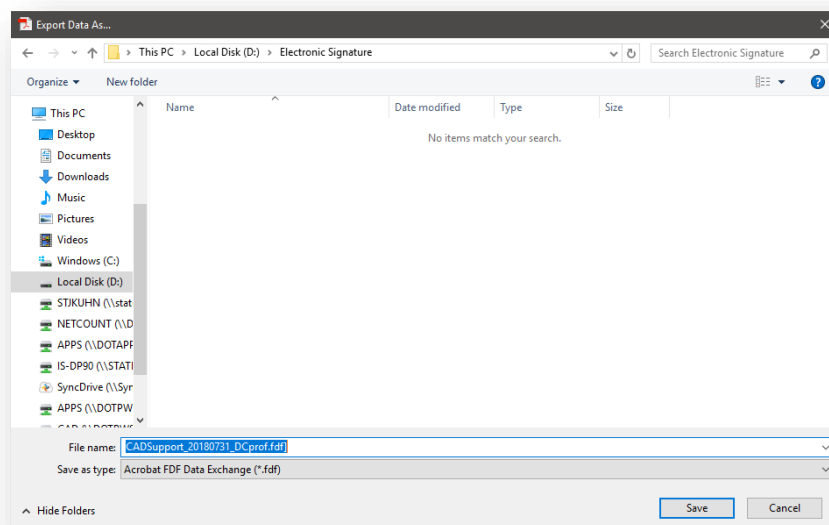 Export Data As...
This PC > Local Disk (D:) > Electronic Signature
Search Electronic Signature
Organize
New folder
Name
Date modified
Type
Size
No items match your search.
This PC
Desktop
Documents
Downloads
Music
Pictures
Videos
Windows (C:)
Local Disk (D:)
STJKUHN (\\stat
NETCOUNT (\\D
APPS (\\DOTAPF
IS-DP90 (\\STATI
SyncDrive (\\Syr
APPS (\\DOTPW
File name: CADSupport_20180731_DCprof.fdf
Save as type: Acrobat FDF Data Exchange (*.fdf)
Hide Folders
Save
Cancel